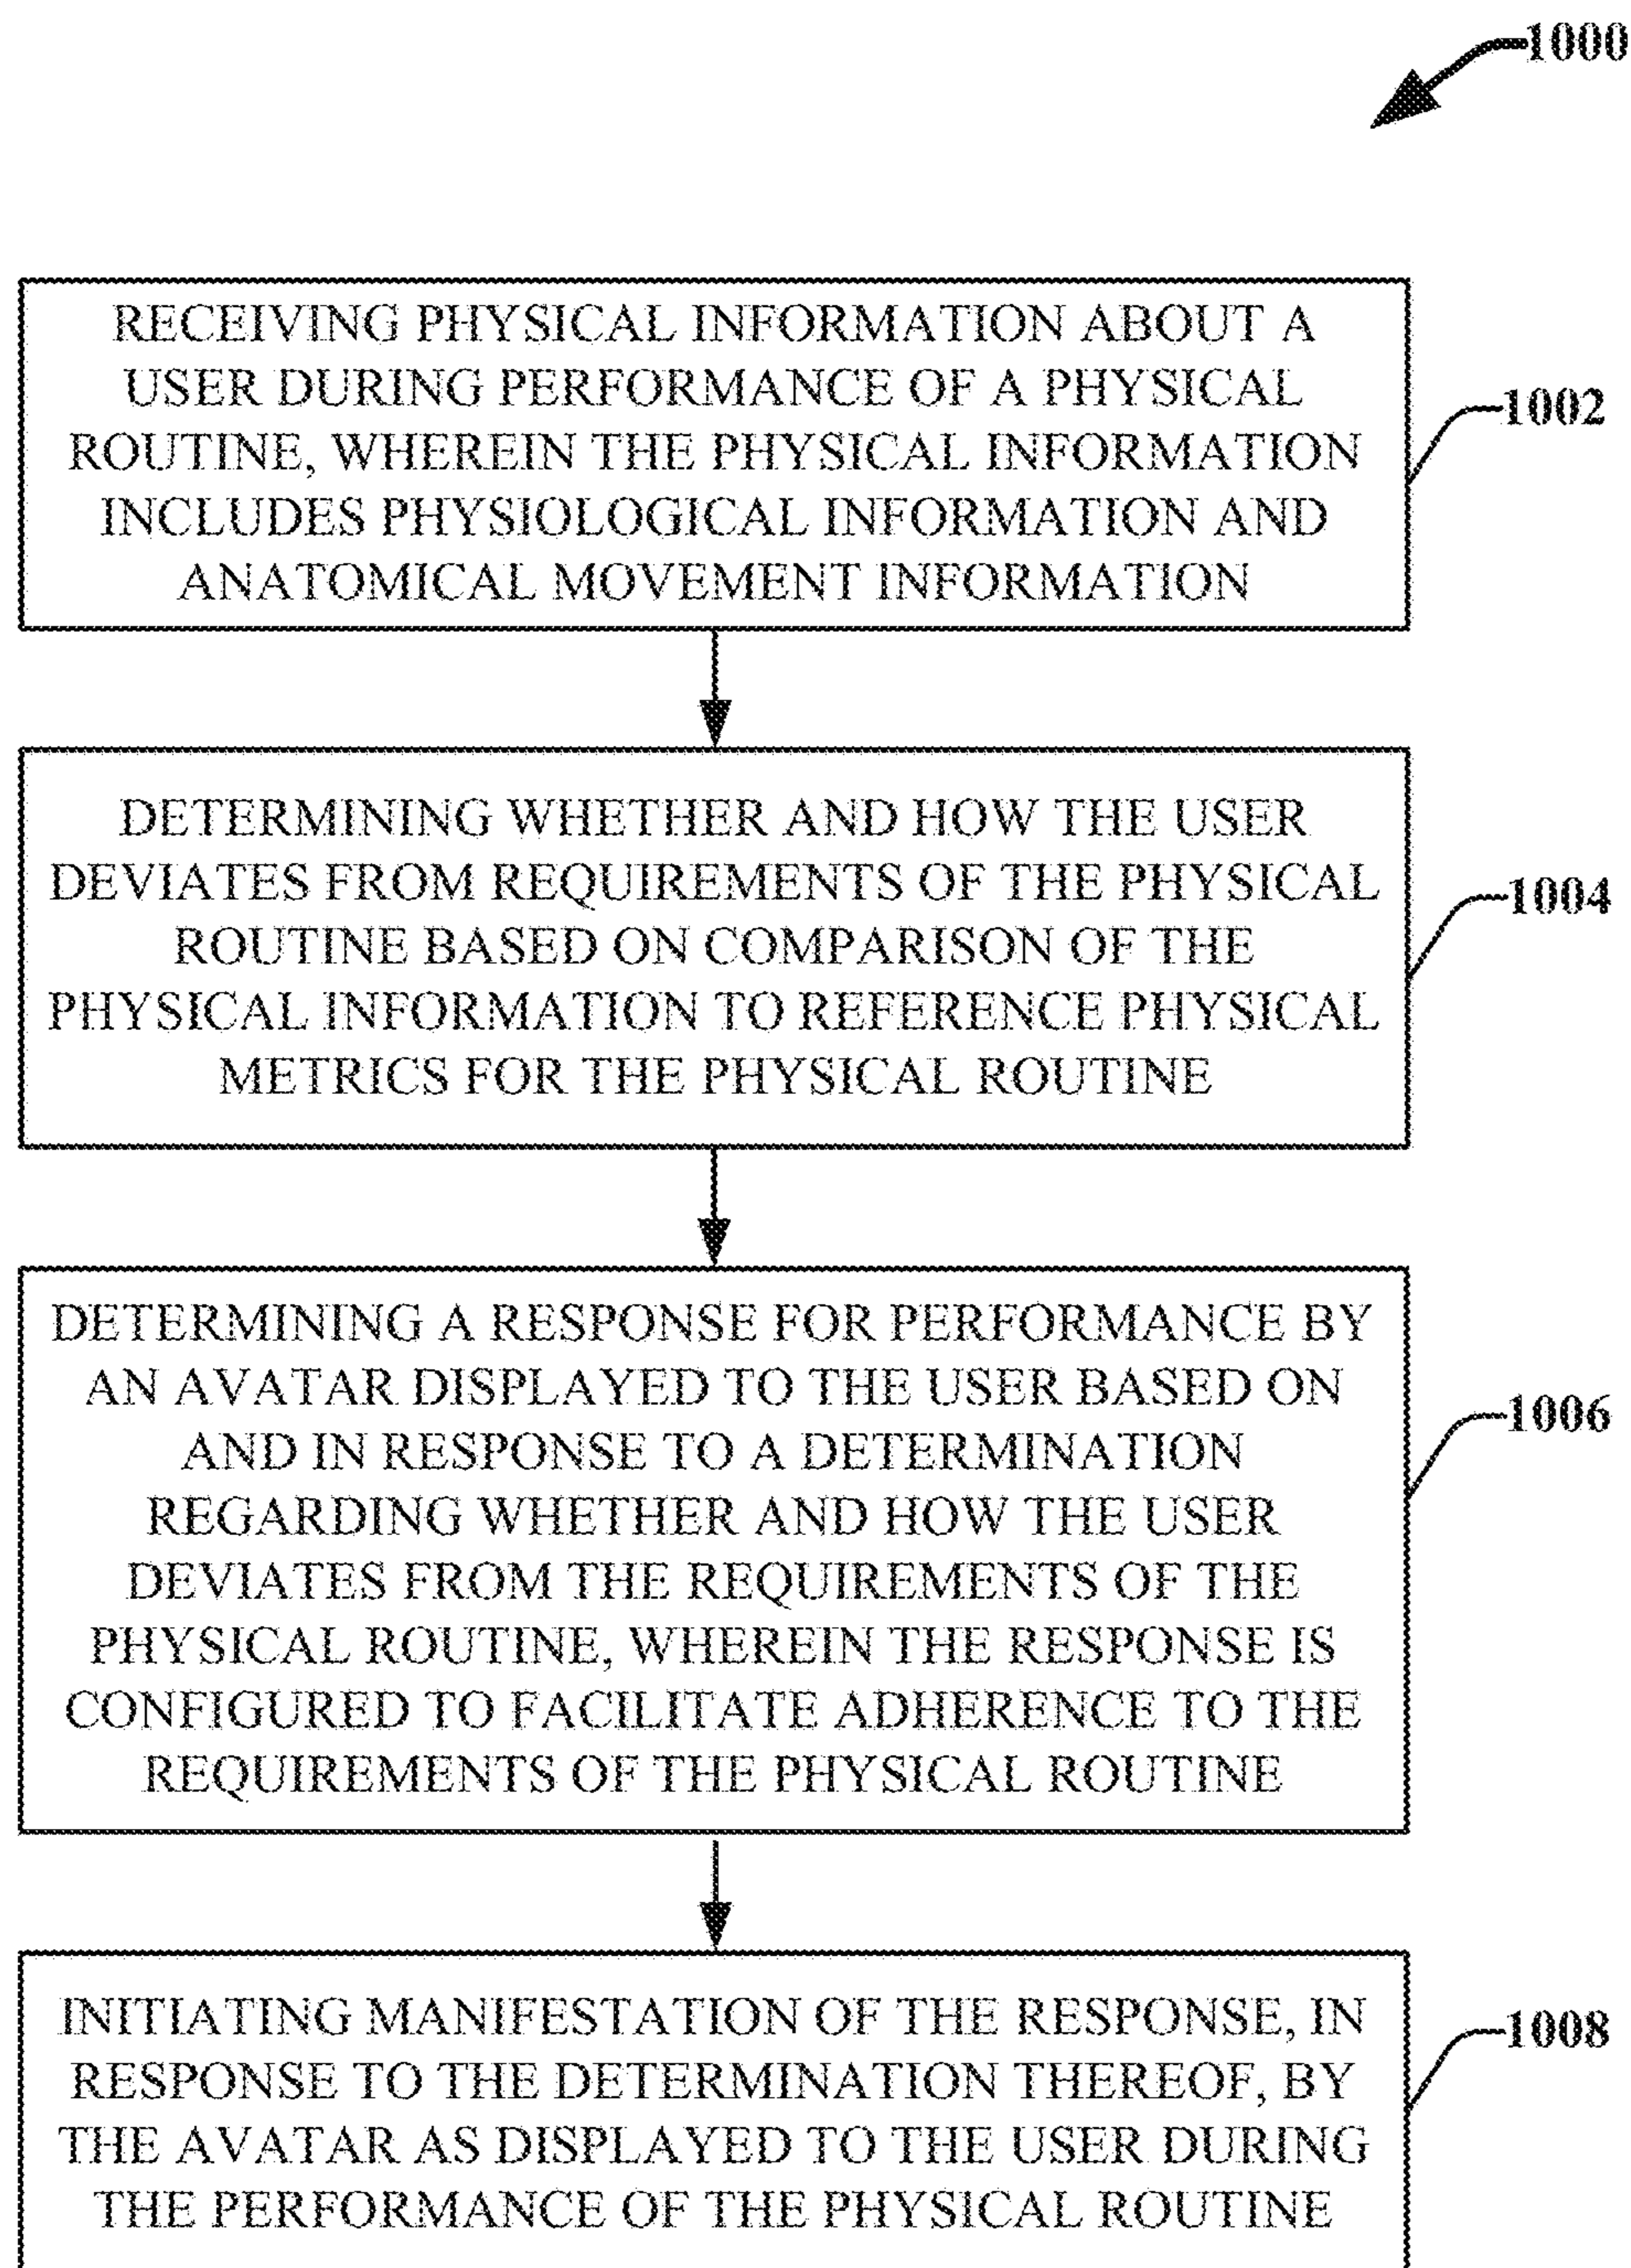 1000
RECEIVING PHYSICAL INFORMATION ABOUT A
USER DURING PERFORMANCE OF A PHYSICAL
ROUTINE, WHEREIN THE PHYSICAL INFORMATION
INCLUDES PHYSIOLOGICAL INFORMATION AND
ANATOMICAL MOVEMENT INFORMATION
1002
DETERMINING WHETHER AND HOW THE USER
DEVIATES FROM REQUIREMENTS OF THE PHYSICAL
ROUTINE BASED ON COMPARISON OF THE
PHYSICAL INFORMATION TO REFERENCE PHYSICAL
METRICS FOR THE PHYSICAL ROUTINE
1004
DETERMINING A RESPONSE FOR PERFORMANCE BY
AN AVATAR DISPLAYED TO THE USER BASED ON
AND IN RESPONSE TO A DETERMINATION
REGARDING WHETHER AND HOW THE USER
DEVIATES FROM THE REQUIREMENTS OF THE
PHYSICAL ROUTINE, WHEREIN THE RESPONSE IS
CONFIGURED TO FACILITATE ADHERENCE TO THE
REQUIREMENTS OF THE PHYSICAL ROUTINE
1006
INITIATING MANIFESTATION OF THE RESPONSE, IN
RESPONSE TO THE DETERMINATION THEREOF, BY
THE AVATAR AS DISPLAYED TO THE USER DURING
THE PERFORMANCE OF THE PHYSICAL ROUTINE
1008